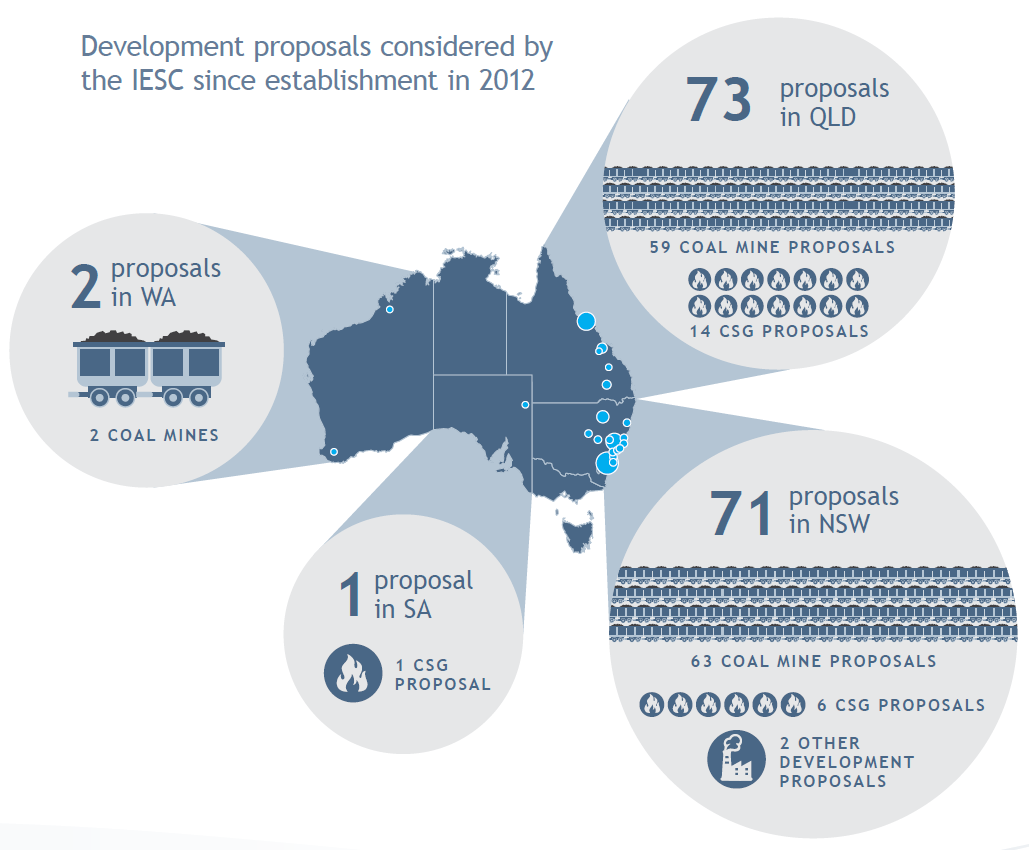 Development proposals considered by
the IESC since establishment in 2012
73 proposals
in QLD
59 COAL MINE PROPOSALS
14 CSG PROPOSALS
2 proposals
in WA
2 COAL MINES
1 proposal
in SA
1 CSG
PROPOSAL
71 proposals
in NSW
63 COAL MINE PROPOSALS
6 CSG PROPOSALS
2 OTHER
DEVELOPMENT
PROPOSALS